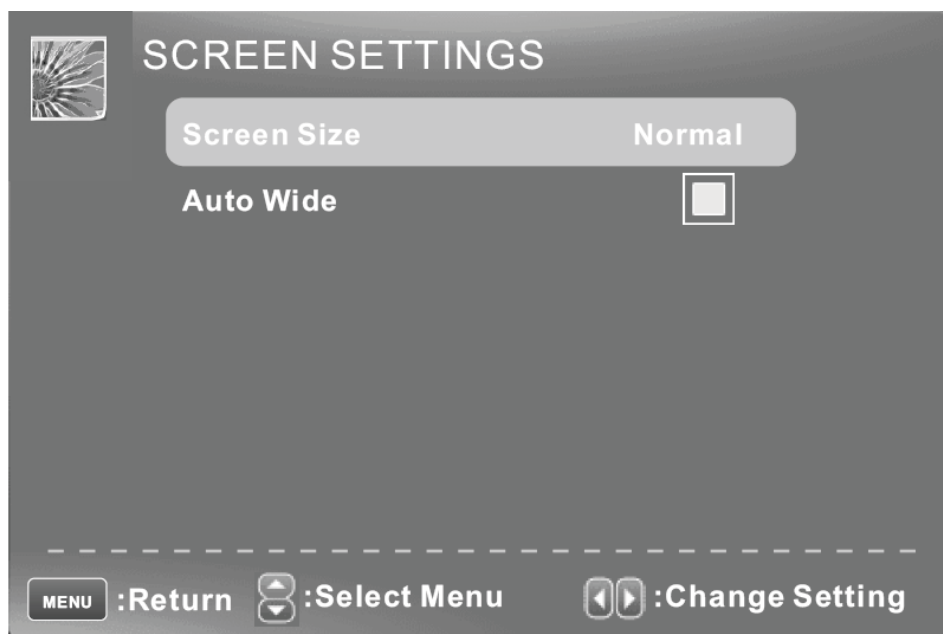 SCREEN SETTINGS
Screen Size Normal
Auto Wide
MENU :Return :Select Menu :Change Setting